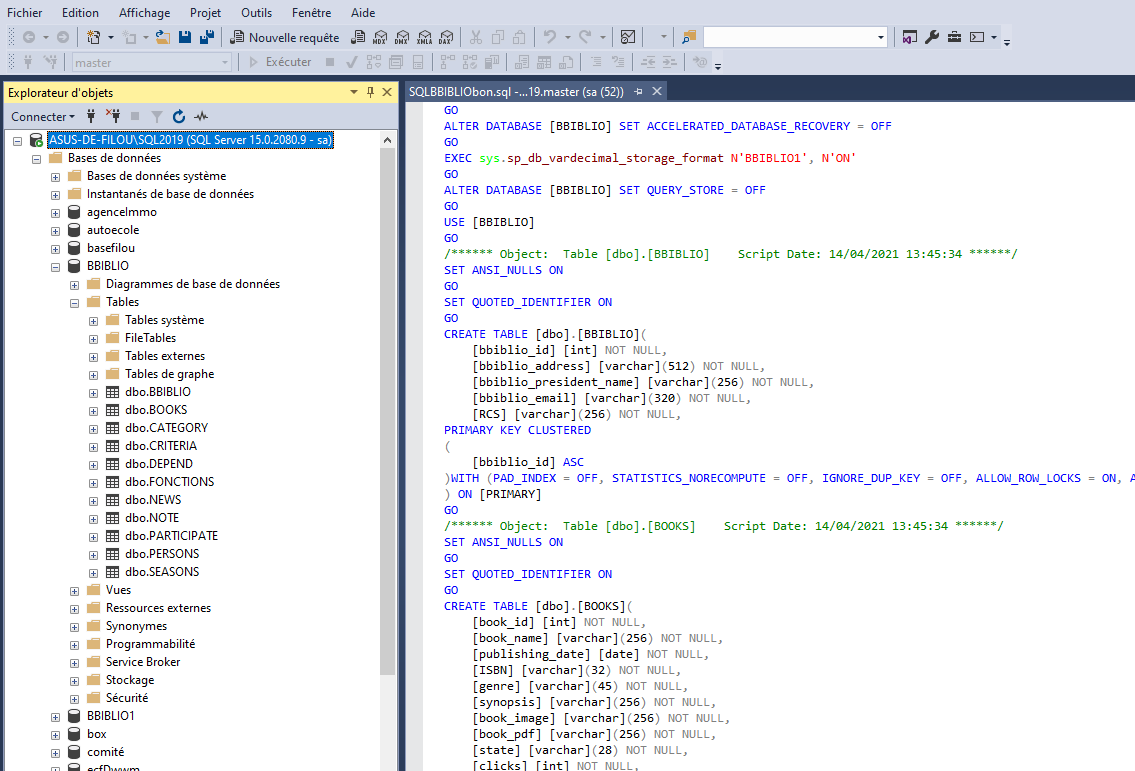 Fichier Edition Affichage Projet Outils Fenêtre Aide
Nouvelle requête MDX DMX XMLA DAX
master Exécuter
Explorateur d'objets
Connecter
ASUS-DE-FILOU\SQL2019 (SQL Server 15.0.2080.9 - sa)
Bases de données
Bases de données système
Instantanés de base de données
agenceImmo
autoecole
basefilou
BBIBLIO
Diagrammes de base de données
Tables
Tables système
FileTables
Tables externes
Tables de graphe
dbo.BBIBLIO
dbo.BOOKS
dbo.CATEGORY
dbo.CRITERIA
dbo.DEPEND
dbo.FONCTIONS
dbo.NEWS
dbo.NOTE
dbo.PARTICIPATE
dbo.PERSONS
dbo.SEASONS
Vues
Ressources externes
Synonymes
Programmabilité
Service Broker
Stockage
Sécurité
BBIBLIO1
box
comité
ecfDwwm
SQLBBIBLIObon.sql -...19.master (sa (52))
GO
ALTER DATABASE [BBIBLIO] SET ACCELERATED_DATABASE_RECOVERY = OFF
GO
EXEC sys.sp_db_vardecimal_storage_format N'BBIBLIO1', N'ON'
GO
ALTER DATABASE [BBIBLIO] SET QUERY_STORE = OFF
GO
USE [BBIBLIO]
GO
/****** Object:  Table [dbo].[BBIBLIO]    Script Date: 14/04/2021 13:45:34 ******/
SET ANSI_NULLS ON
GO
SET QUOTED_IDENTIFIER ON
GO
CREATE TABLE [dbo].[BBIBLIO](
[bbiblio_id] [int] NOT NULL,
[bbiblio_address] [varchar](512) NOT NULL,
[bbiblio_president_name] [varchar](256) NOT NULL,
[bbiblio_email] [varchar](320) NOT NULL,
[RCS] [varchar](256) NOT NULL,
PRIMARY KEY CLUSTERED
(
[bbiblio_id] ASC
)WITH (PAD_INDEX = OFF, STATISTICS_NORECOMPUTE = OFF, IGNORE_DUP_KEY = OFF, ALLOW_ROW_LOCKS = ON, A
) ON [PRIMARY]
GO
/****** Object:  Table [dbo].[BOOKS]    Script Date: 14/04/2021 13:45:34 ******/
SET ANSI_NULLS ON
GO
SET QUOTED_IDENTIFIER ON
GO
CREATE TABLE [dbo].[BOOKS](
[book_id] [int] NOT NULL,
[book_name] [varchar](256) NOT NULL,
[publishing_date] [date] NOT NULL,
[ISBN] [varchar](32) NOT NULL,
[genre] [varchar](45) NOT NULL,
[synopsis] [varchar](256) NOT NULL,
[book_image] [varchar](256) NOT NULL,
[book_pdf] [varchar](256) NOT NULL,
[state] [varchar](28) NOT NULL,
[clicks] [int] NOT NULL,